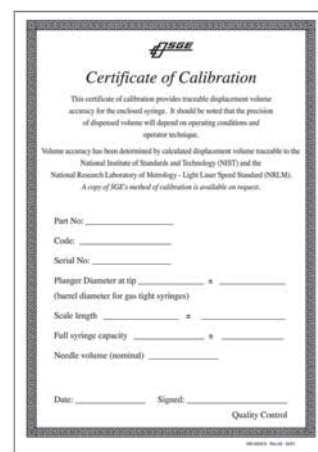 SGE
Certificate of Calibration
This certificate of calibration provides traceable displacement volume
accuracy for the enclosed syringe. It should be noted that the precision
of dispensed volume will depend on operating conditions and
operator technique.
Volume accuracy has been determined by calculated displacement volume traceable to the
National Institute of Standards and Technology (NIST) and the
National Research Laboratory of Metrology - Light Laser Speed Standard (NRLM).
A copy of SGE's method of calibration is available on request.
Part No:
Code:
Serial No:
Plunger Diameter at tip ±
(barrel diameter for gas tight syringes)
Scale length ±
Full syringe capacity ±
Needle volume (nominal)
Date: Signed:
Quality Control